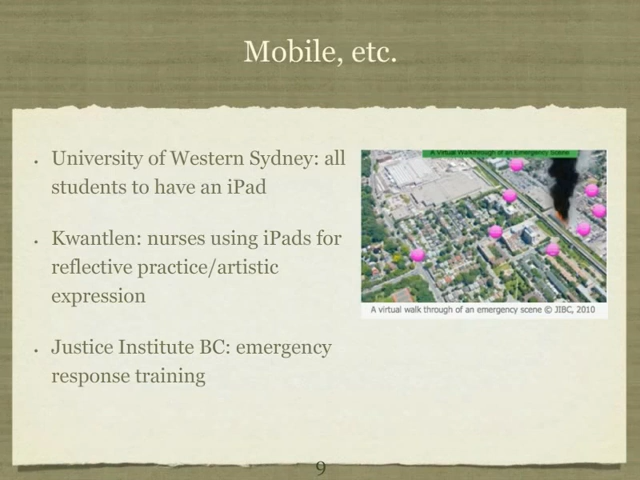 Mobile, etc.
• University of Western Sydney: all
students to have an iPad
• Kwantlen: nurses using iPads for
reflective practice/artistic
expression
• Justice Institute BC: emergency
response training
A Virtual Walkthrough of an Emergency Scene
A virtual walk through of an emergency scene © JIBC, 2010
9